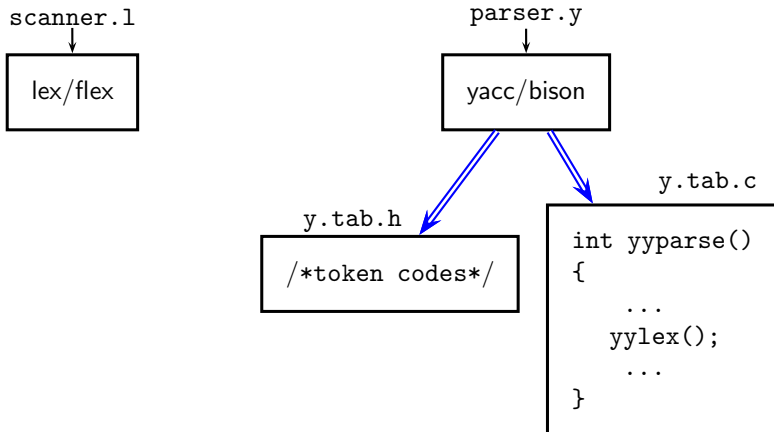 scanner.l
parser.y
lex/flex
yacc/bison
y.tab.h
/*token codes*/
y.tab.c
int yyparse()
{
...
yylex();
...
}